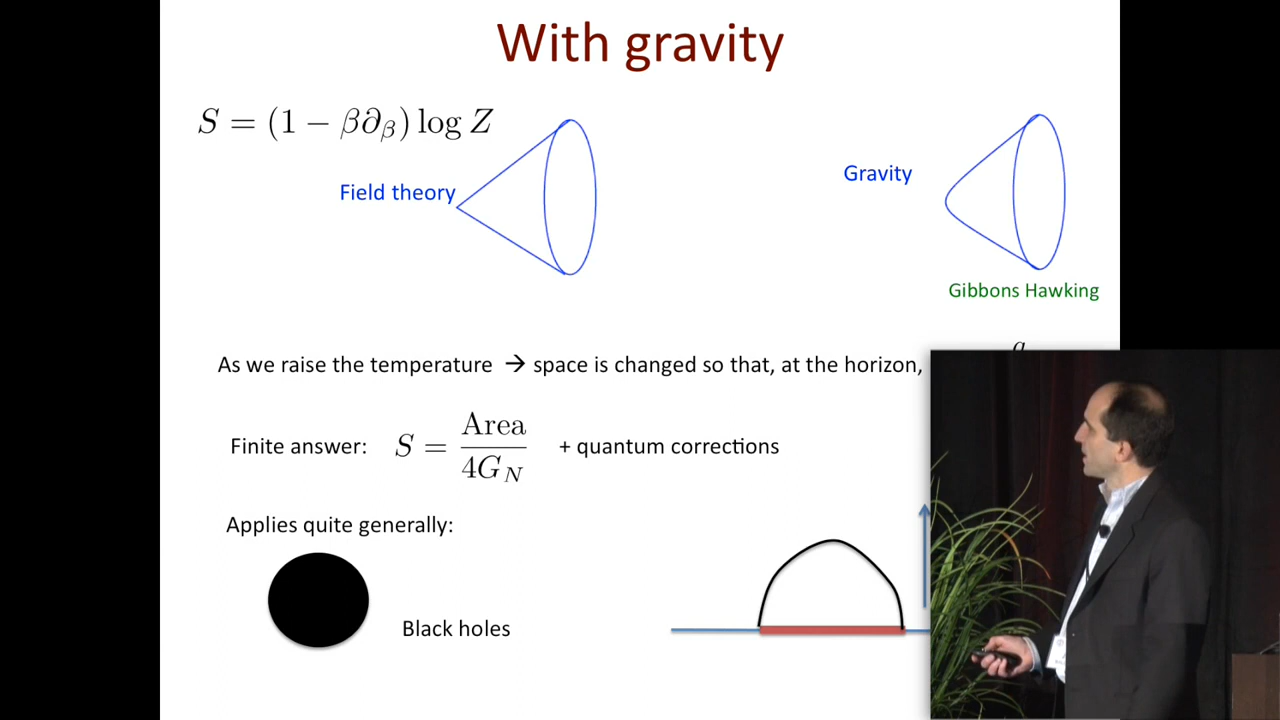 With gravity
S = (1 − β∂_β) log Z
Field theory
Gravity
Gibbons Hawking
As we raise the temperature → space is changed so that, at the horizon,
Finite answer: S = Area / 4G_N + quantum corrections
Applies quite generally:
Black holes